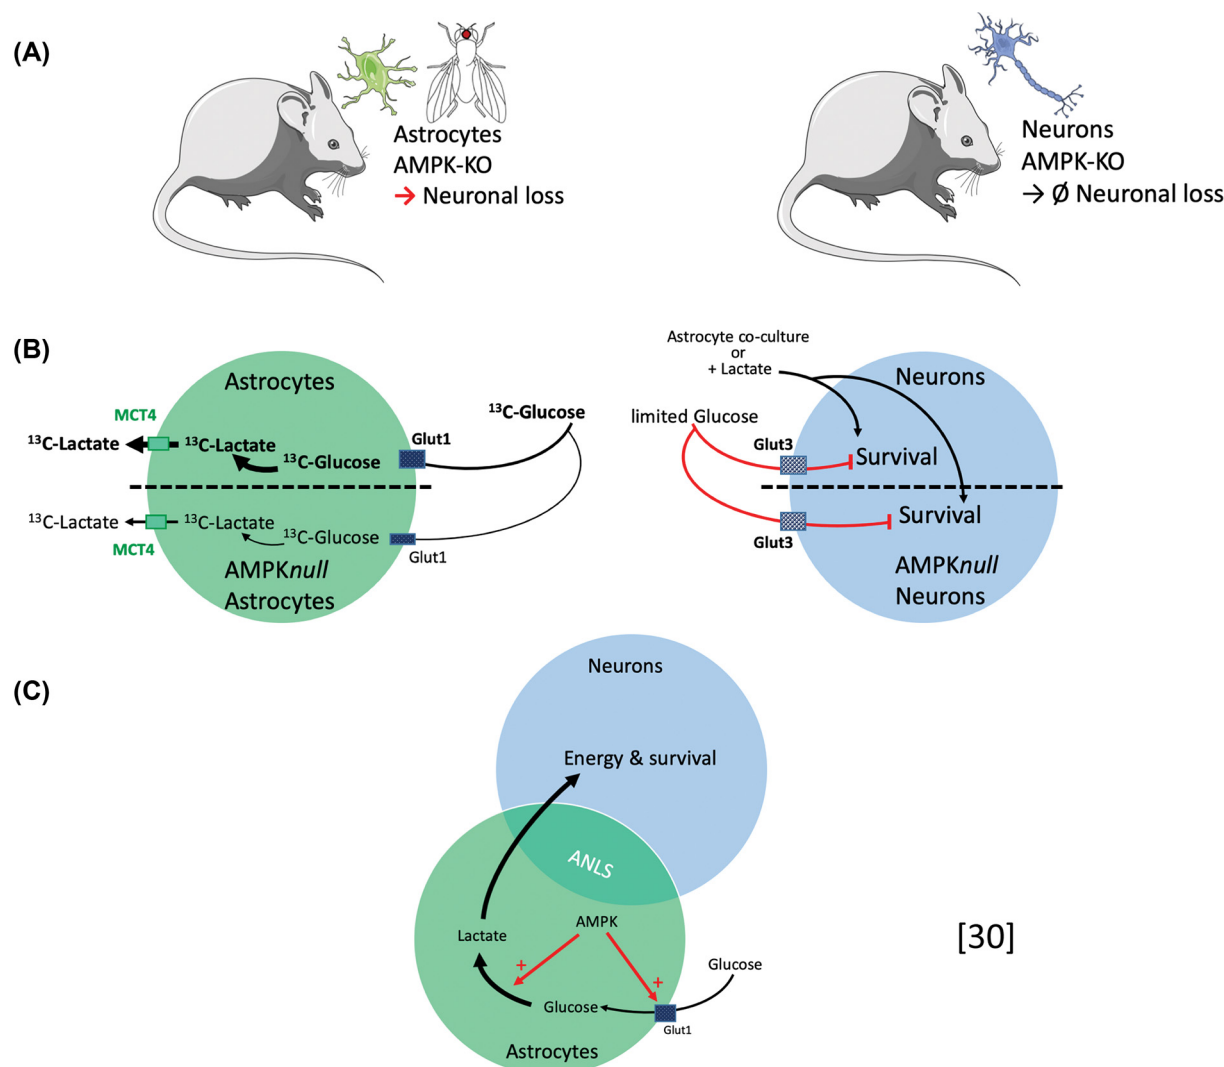 (A)
Astrocytes
AMPK-KO
→ Neuronal loss
Neurons
AMPK-KO
→ Ø Neuronal loss
(B)
Astrocytes
MCT4
¹³C-Lactate
¹³C-Lactate
¹³C-Glucose
Glut1
¹³C-Glucose
¹³C-Lactate
¹³C-Lactate
¹³C-Glucose
MCT4
Glut1
AMPKnull
Astrocytes
Astrocyte co-culture
or
+ Lactate
Neurons
limited Glucose
Glut3
Survival
Survival
Glut3
AMPKnull
Neurons
(C)
Neurons
Energy & survival
ANLS
AMPK
Lactate
+
+
Glucose
Glucose
Glut1
Astrocytes
[30]